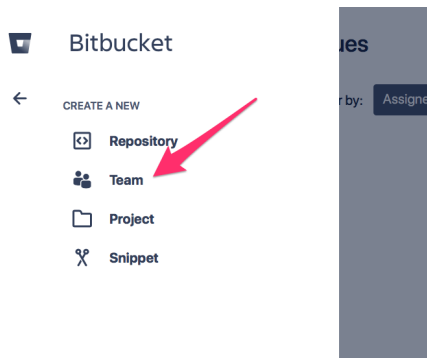 Bitbucket
ues
r by: Assigne
CREATE A NEW
Repository
Team
Project
Snippet